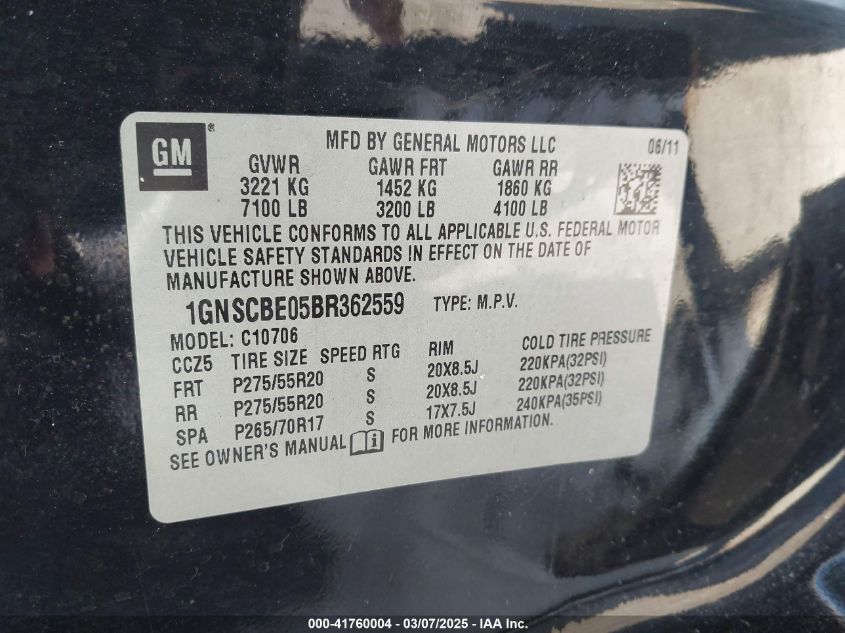 GM ®
MFD BY GENERAL MOTORS LLC 06/11
GVWR GAWR FRT GAWR RR
3221 KG 1452 KG 1860 KG
7100 LB 3200 LB 4100 LB
THIS VEHICLE CONFORMS TO ALL APPLICABLE U.S. FEDERAL MOTOR
VEHICLE SAFETY STANDARDS IN EFFECT ON THE DATE OF
MANUFACTURE SHOWN ABOVE.
1GNSCBE05BR362559 TYPE: M.P.V.
MODEL: C10706
CCZ5 TIRE SIZE SPEED RTG RIM COLD TIRE PRESSURE
FRT P275/55R20 S 20X8.5J 220KPA(32PSI)
RR P275/55R20 S 20X8.5J 220KPA(32PSI)
SPA P265/70R17 S 17X7.5J 240KPA(35PSI)
SEE OWNER'S MANUAL i FOR MORE INFORMATION.
000-41760004 - 03/07/2025 - IAAI.com.